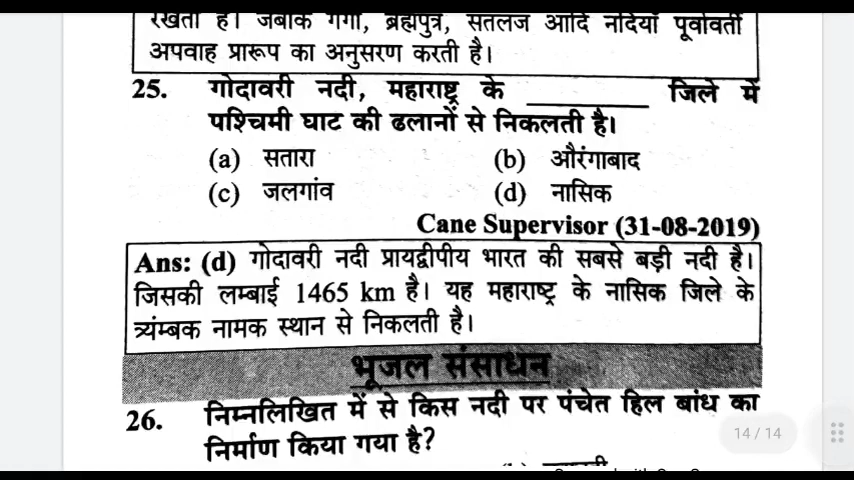 रखता है। जबकि गंगा, ब्रह्मपुत्र, सतलज आदि नदियाँ पूर्ववर्ती
अपवाह प्रारूप का अनुसरण करती है।
25. गोदावरी नदी, महाराष्ट्र के ________ जिले में
पश्चिमी घाट की ढलानों से निकलती है।
(a) सतारा (b) औरंगाबाद
(c) जलगांव (d) नासिक
Cane Supervisor (31-08-2019)
Ans: (d) गोदावरी नदी प्रायद्वीपीय भारत की सबसे बड़ी नदी है।
जिसकी लम्बाई 1465 km है। यह महाराष्ट्र के नासिक जिले के
त्र्यंम्बक नामक स्थान से निकलती है।
भूजल संसाधन
26. निम्नलिखित में से किस नदी पर पंचेत हिल बांध का
निर्माण किया गया है?
14 / 14